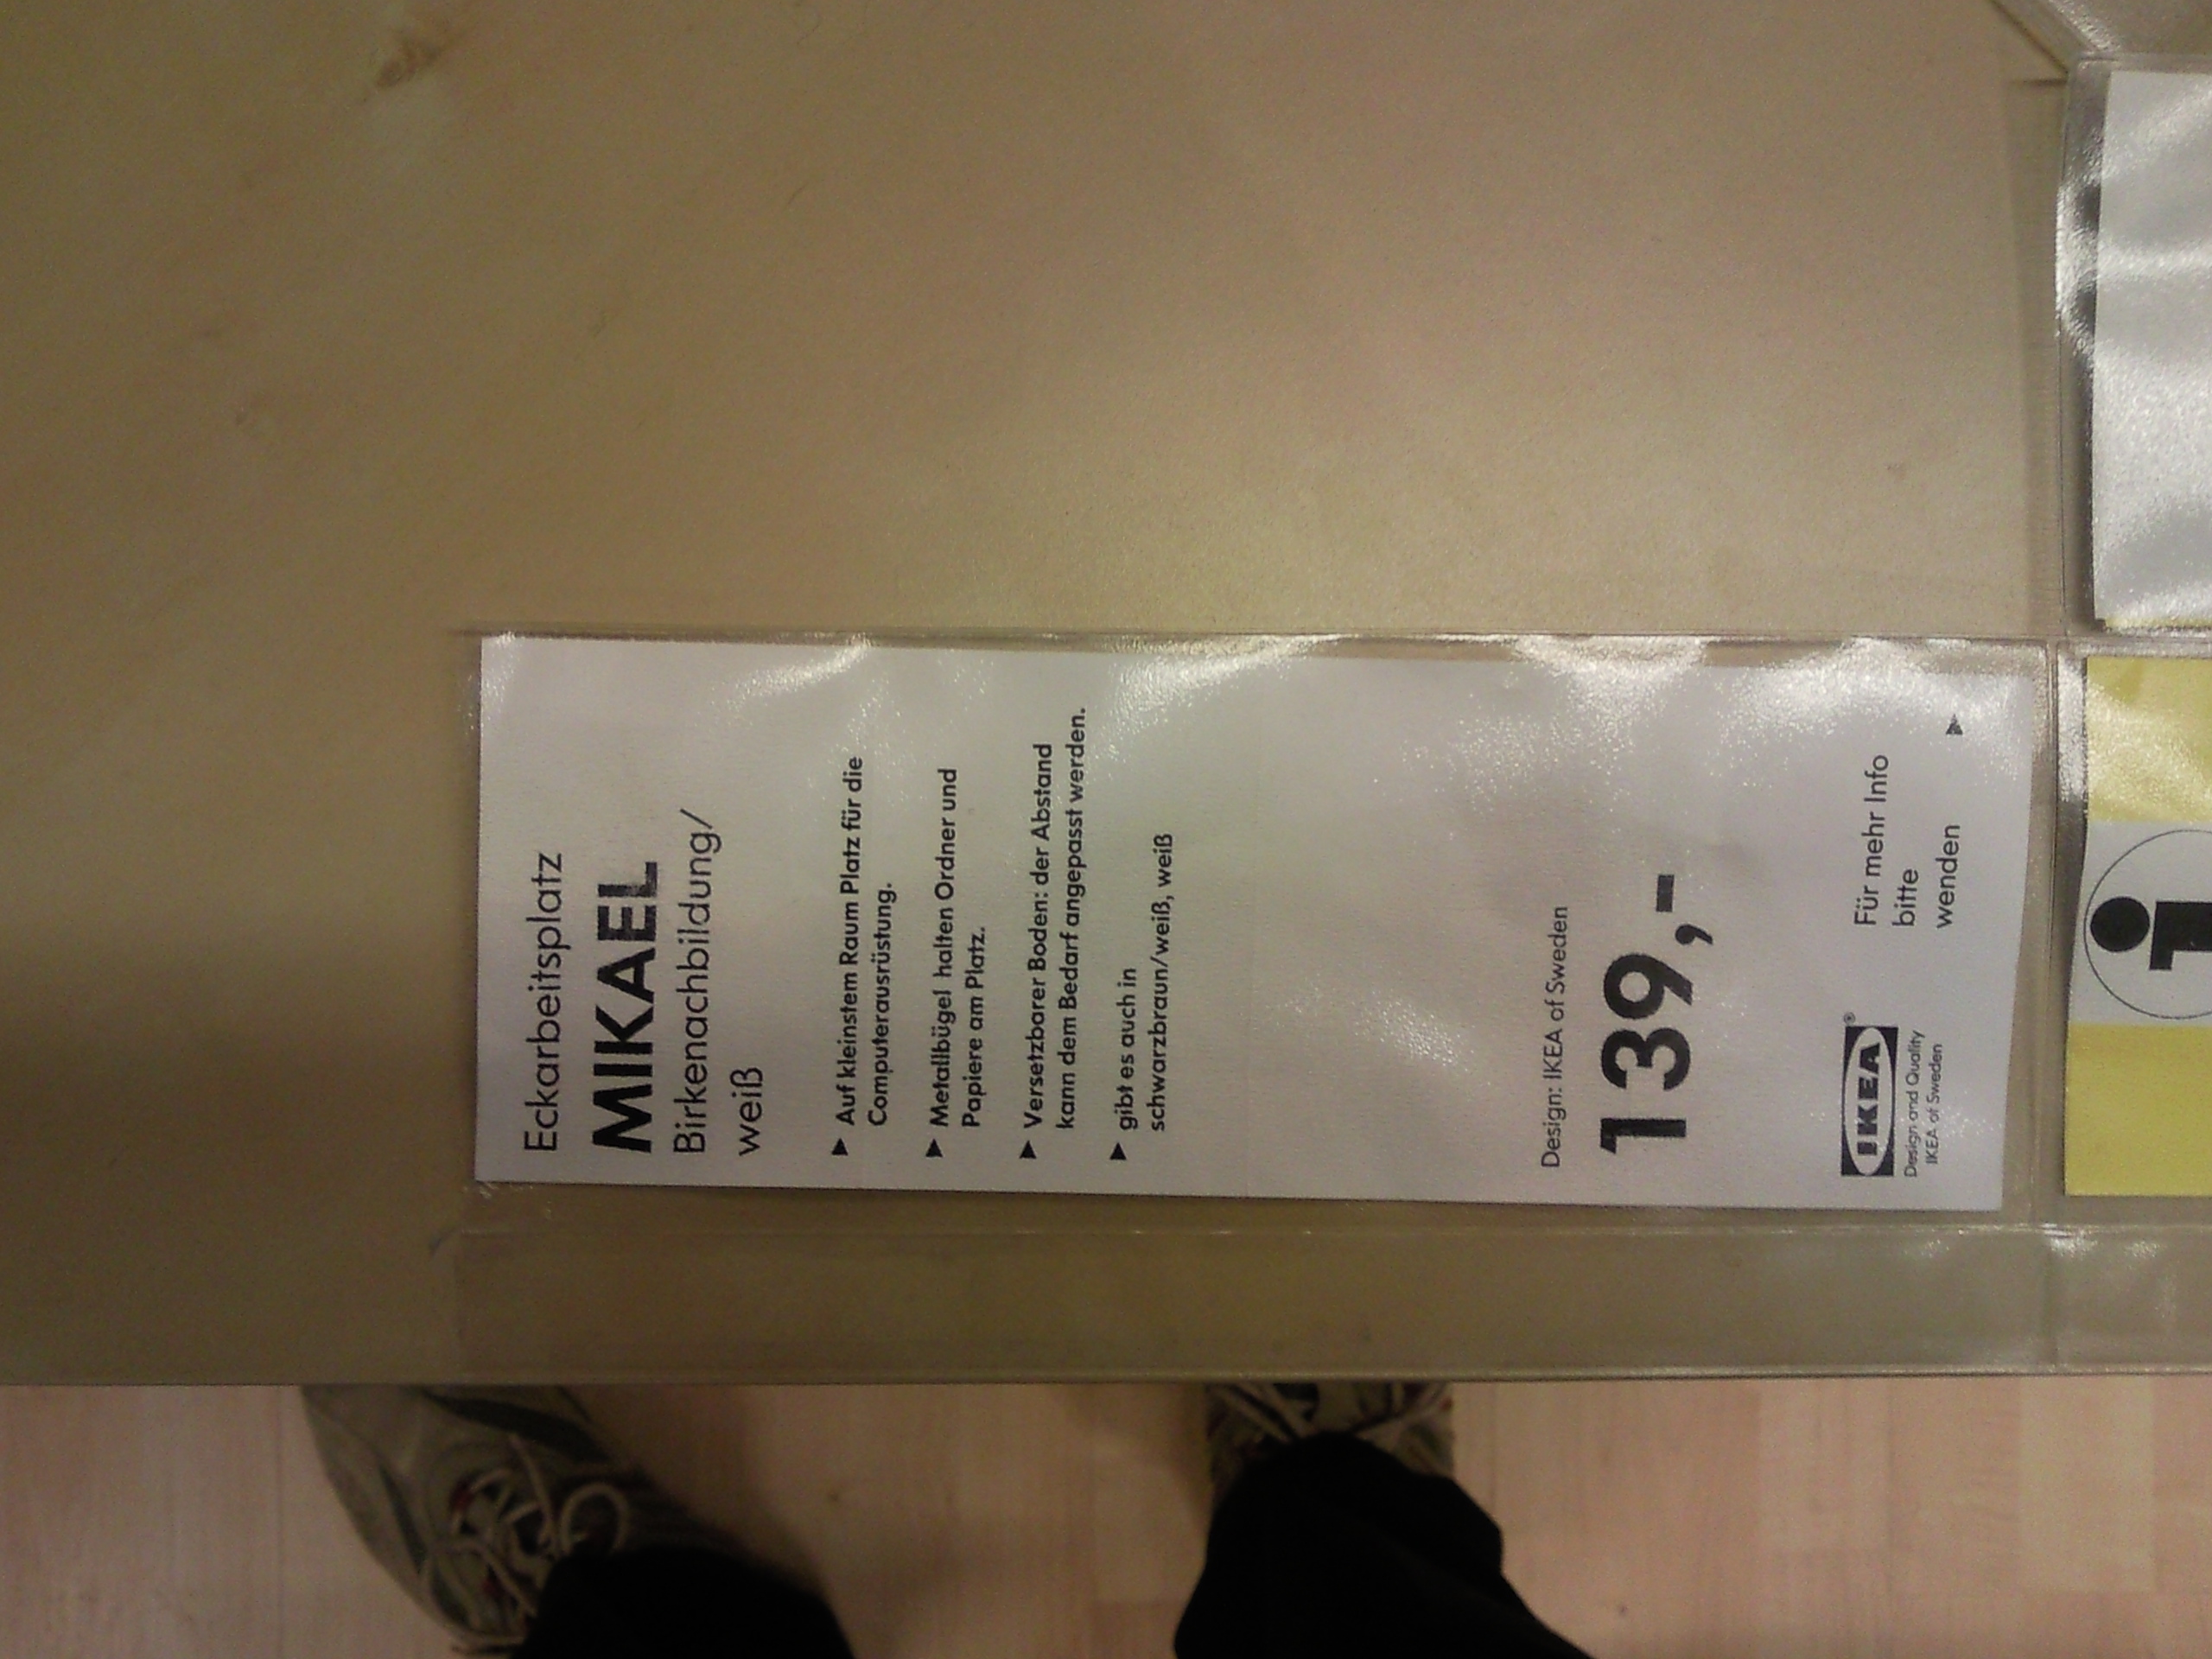 Eckarbeitsplatz
MIKAEL
Birkenachbildung/
weiß
▶ Auf kleinstem Raum Platz für die
Computerausrüstung.
▶ Metallbügel halten Ordner und
Papiere am Platz.
▶ Versetzbarer Boden: der Abstand
kann dem Bedarf angepasst werden.
▶ gibt es auch in
schwarzbraun/weiß, weiß
Design: IKEA of Sweden
139,-
IKEA®
Design and Quality
IKEA of Sweden
Für mehr Info
bitte
wenden ▶
i